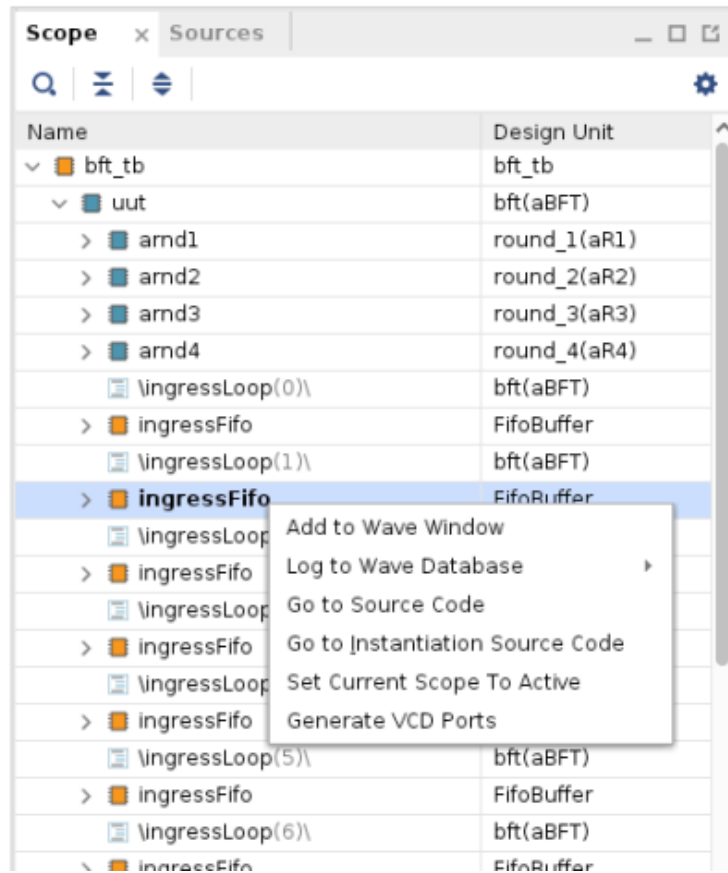 Scope × Sources
Name Design Unit
bft_tb bft_tb
uut bft(aBFT)
arnd1 round_1(aR1)
arnd2 round_2(aR2)
arnd3 round_3(aR3)
arnd4 round_4(aR4)
\ingressLoop(0)\ bft(aBFT)
ingressFifo FifoBuffer
\ingressLoop(1)\ bft(aBFT)
ingressFifo FifoBuffer
\ingressLoop
ingressFifo
\ingressLoop
ingressFifo
\ingressLoop
ingressFifo
Add to Wave Window
Log to Wave Database
Go to Source Code
Go to Instantiation Source Code
Set Current Scope To Active
Generate VCD Ports
\ingressLoop(5)\ bft(aBFT)
ingressFifo FifoBuffer
\ingressLoop(6)\ bft(aBFT)
ingressFifo FifoBuffer